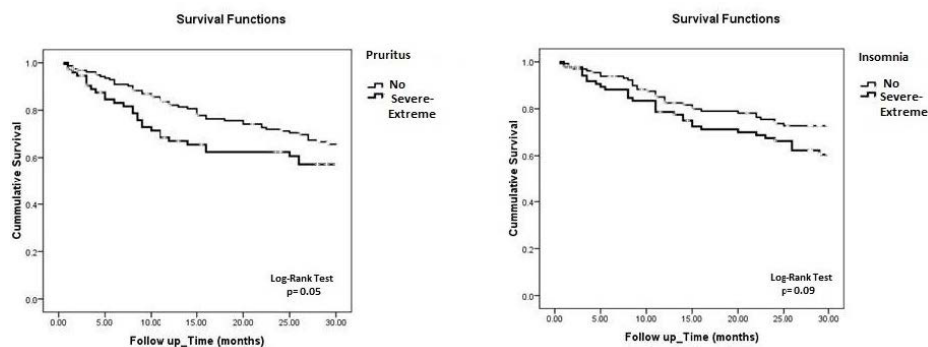 Survival Functions
Pruritus
No
Severe-
Extreme
1.0
0.8
0.6
0.4
0.2
0.0
Cummulative Survival
Log-Rank Test
p= 0.05
0.00 5.00 10.00 15.00 20.00 25.00 30.00
Follow up_Time (months)
Survival Functions
Insomnia
No
Severe-
Extreme
1.0
0.8
0.6
0.4
0.2
0.0
Cummulative Survival
Log-Rank Test
p= 0.09
0.00 5.00 10.00 15.00 20.00 25.00 30.00
Follow up_Time (months)